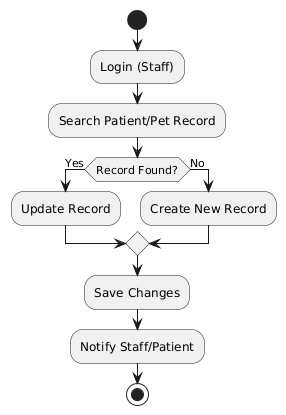 Login (Staff)
Search Patient/Pet Record
Record Found?
Yes
No
Update Record
Create New Record
Save Changes
Notify Staff/Patient